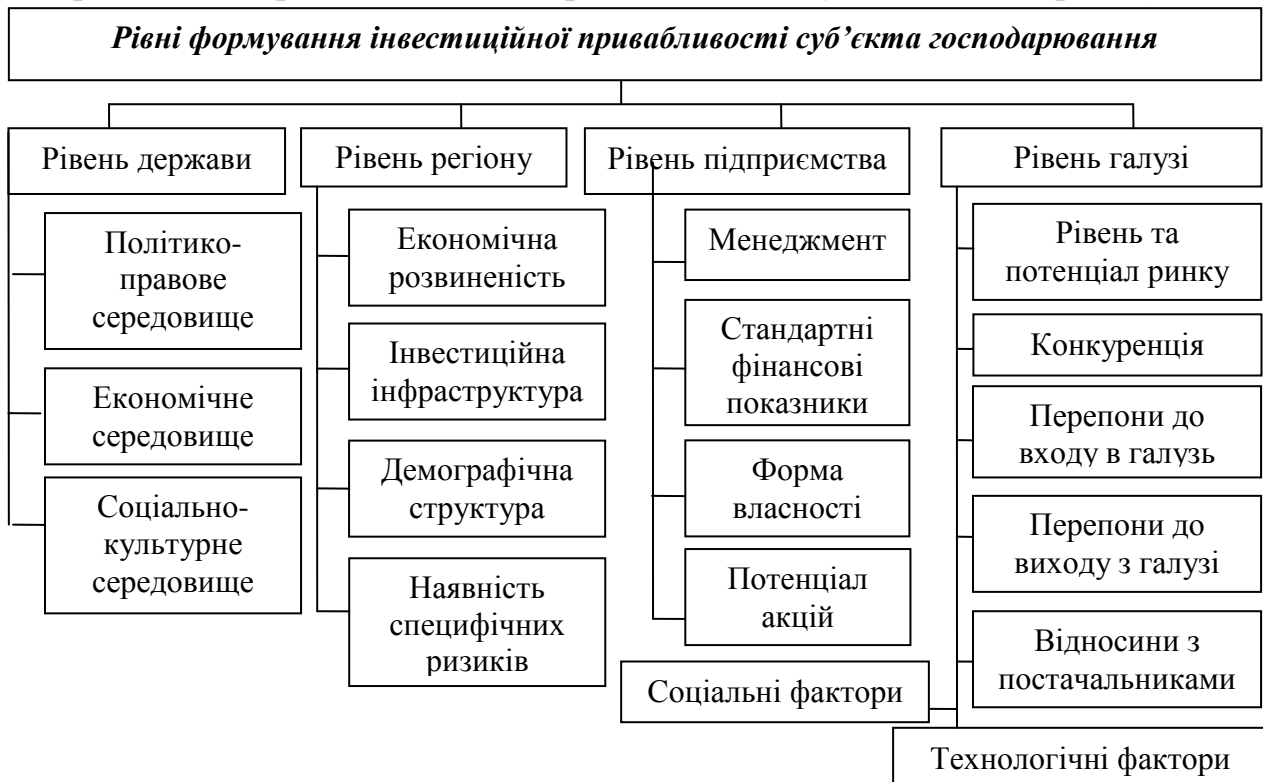 Рівні формування інвестиційної привабливості суб’єкта господарювання
Рівень держави
Політико-
правове
середовище
Економічне
середовище
Соціально-
культурне
середовище
Рівень регіону
Економічна
розвиненість
Інвестиційна
інфраструктура
Демографічна
структура
Наявність
специфічних
ризиків
Рівень підприємства
Менеджмент
Стандартні
фінансові
показники
Форма
власності
Потенціал
акцій
Рівень галузі
Рівень та
потенціал ринку
Конкуренція
Перепони до
входу в галузь
Перепони до
виходу з галузі
Відносини з
постачальниками
Соціальні фактори
Технологічні фактори